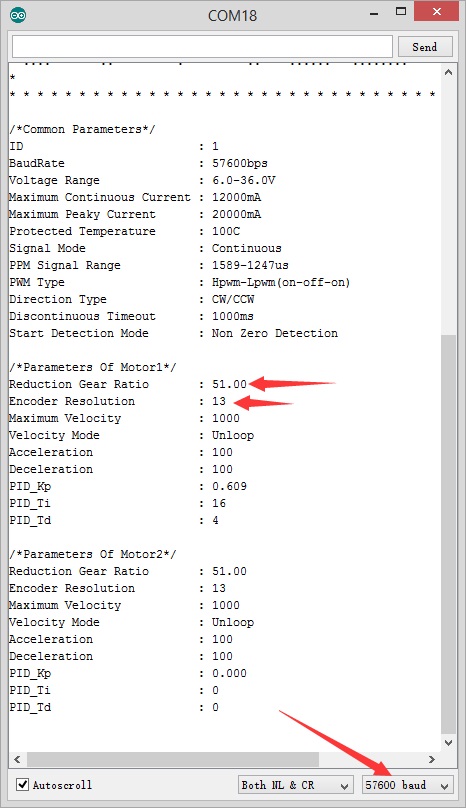 COM18
Send
*
* * * * * * * * * * * * * * * * * * * * * * * * * * * * * * *
/*Common Parameters*/
ID : 1
BaudRate : 57600bps
Voltage Range : 6.0-36.0V
Maximum Continuous Current : 12000mA
Maximum Peaky Current : 20000mA
Protected Temperature : 100C
Signal Mode : Continuous
PPM Signal Range : 1589-1247us
PWM Type : Hpwm-Lpwm(on-off-on)
Direction Type : CW/CCW
Discontinuous Timeout : 1000ms
Start Detection Mode : Non Zero Detection
/*Parameters Of Motor1*/
Reduction Gear Ratio : 51.00
Encoder Resolution : 13
Maximum Velocity : 1000
Velocity Mode : Unloop
Acceleration : 100
Deceleration : 100
PID_Kp : 0.609
PID_Ti : 16
PID_Td : 4
/*Parameters Of Motor2*/
Reduction Gear Ratio : 51.00
Encoder Resolution : 13
Maximum Velocity : 1000
Velocity Mode : Unloop
Acceleration : 100
Deceleration : 100
PID_Kp : 0.000
PID_Ti : 0
PID_Td : 0
Autoscroll
Both NL & CR
57600 baud